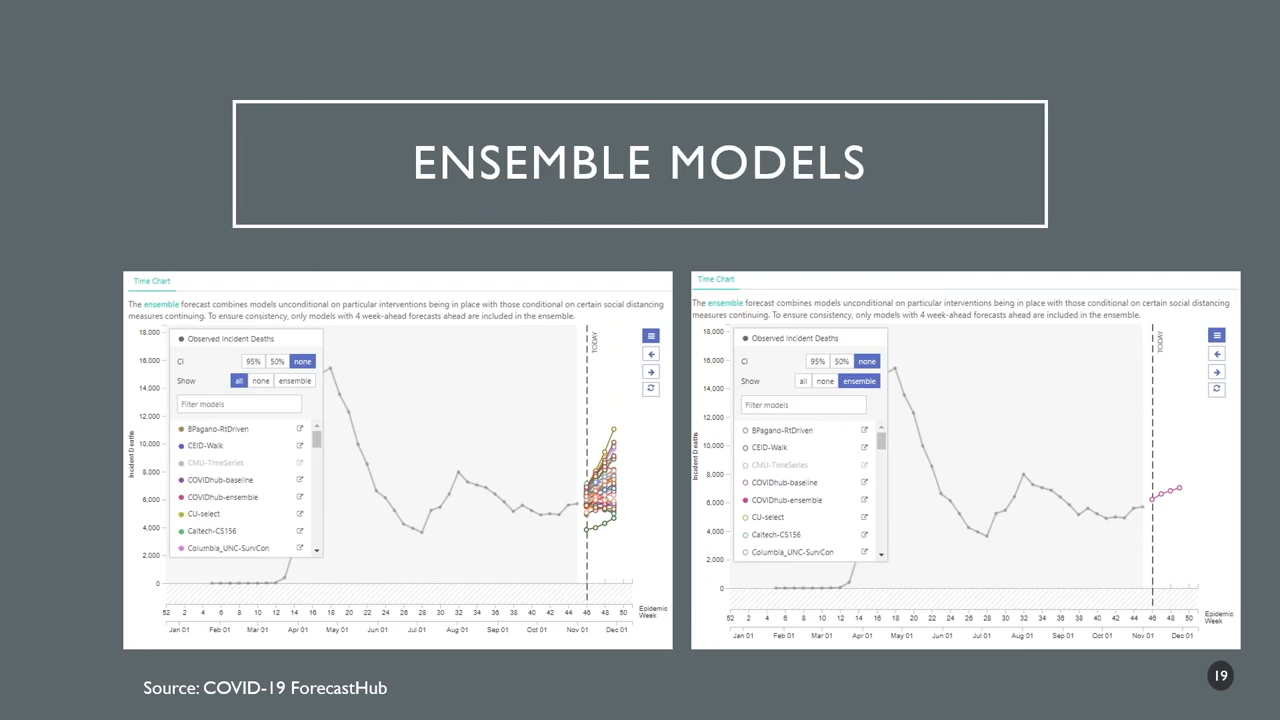 ENSEMBLE MODELS
Time Chart
The ensemble forecast combines models unconditional on particular interventions being in place with those conditional on certain social distancing
measures continuing. To ensure consistency, only models with 4 week-ahead forecasts ahead are included in the ensemble.
18,000
16,000
14,000
12,000
10,000
8,000
6,000
4,000
2,000
0
Incident Deaths
Observed Incident Deaths
CI 95% 50% none
Show all none ensemble
Filter models
BPagano-RtDriven
CEID-Walk
CMU-TimeSeries
COVIDhub-baseline
COVIDhub-ensemble
CU-select
Caltech-CS156
Columbia_UNC-SurvCon
TODAY
52 2 4 6 8 10 12 14 16 18 20 22 24 26 28 30 32 34 36 38 40 42 44 46 48 50
Epidemic
Week
Jan 01 Feb 01 Mar 01 Apr 01 May 01 Jun 01 Jul 01 Aug 01 Sep 01 Oct 01 Nov 01 Dec 01
Time Chart
The ensemble forecast combines models unconditional on particular interventions being in place with those conditional on certain social distancing
measures continuing. To ensure consistency, only models with 4 week-ahead forecasts ahead are included in the ensemble.
18,000
16,000
14,000
12,000
10,000
8,000
6,000
4,000
2,000
0
Incident Deaths
Observed Incident Deaths
CI 95% 50% none
Show all none ensemble
Filter models
BPagano-RtDriven
CEID-Walk
CMU-TimeSeries
COVIDhub-baseline
COVIDhub-ensemble
CU-select
Caltech-CS156
Columbia_UNC-SurvCon
TODAY
52 2 4 6 8 10 12 14 16 18 20 22 24 26 28 30 32 34 36 38 40 42 44 46 48 50
Epidemic
Week
Jan 01 Feb 01 Mar 01 Apr 01 May 01 Jun 01 Jul 01 Aug 01 Sep 01 Oct 01 Nov 01 Dec 01
Source: COVID-19 ForecastHub
19